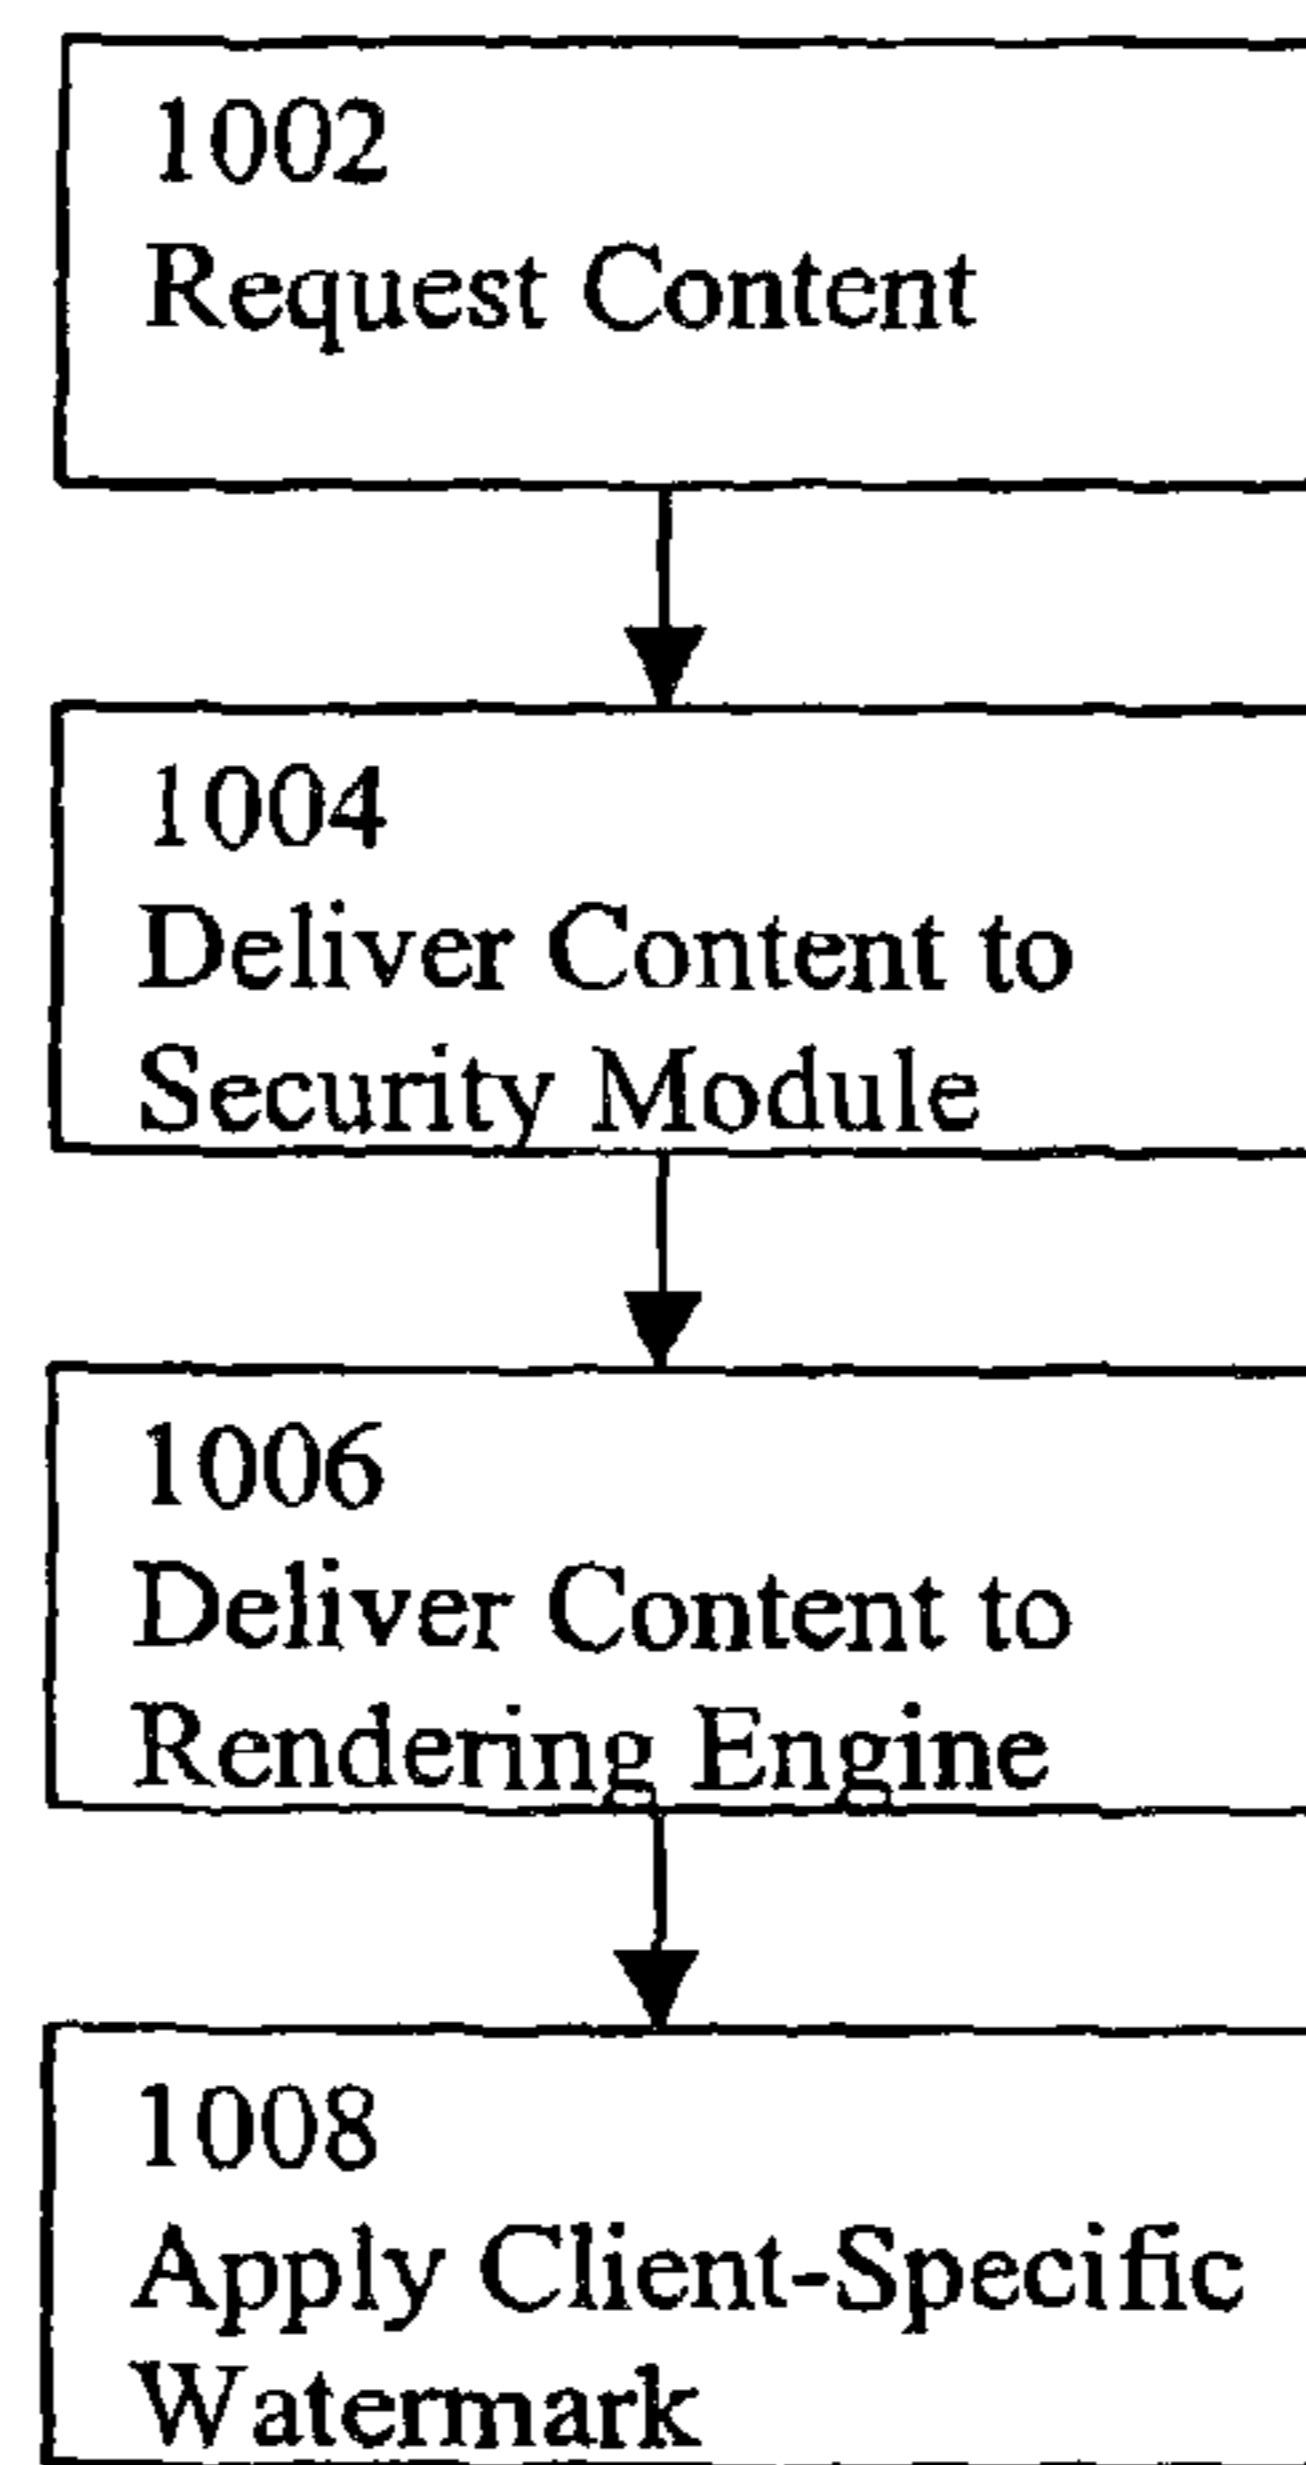 1002
Request Content
1004
Deliver Content to
Security Module
1006
Deliver Content to
Rendering Engine
1008
Apply Client-Specific
Watermark